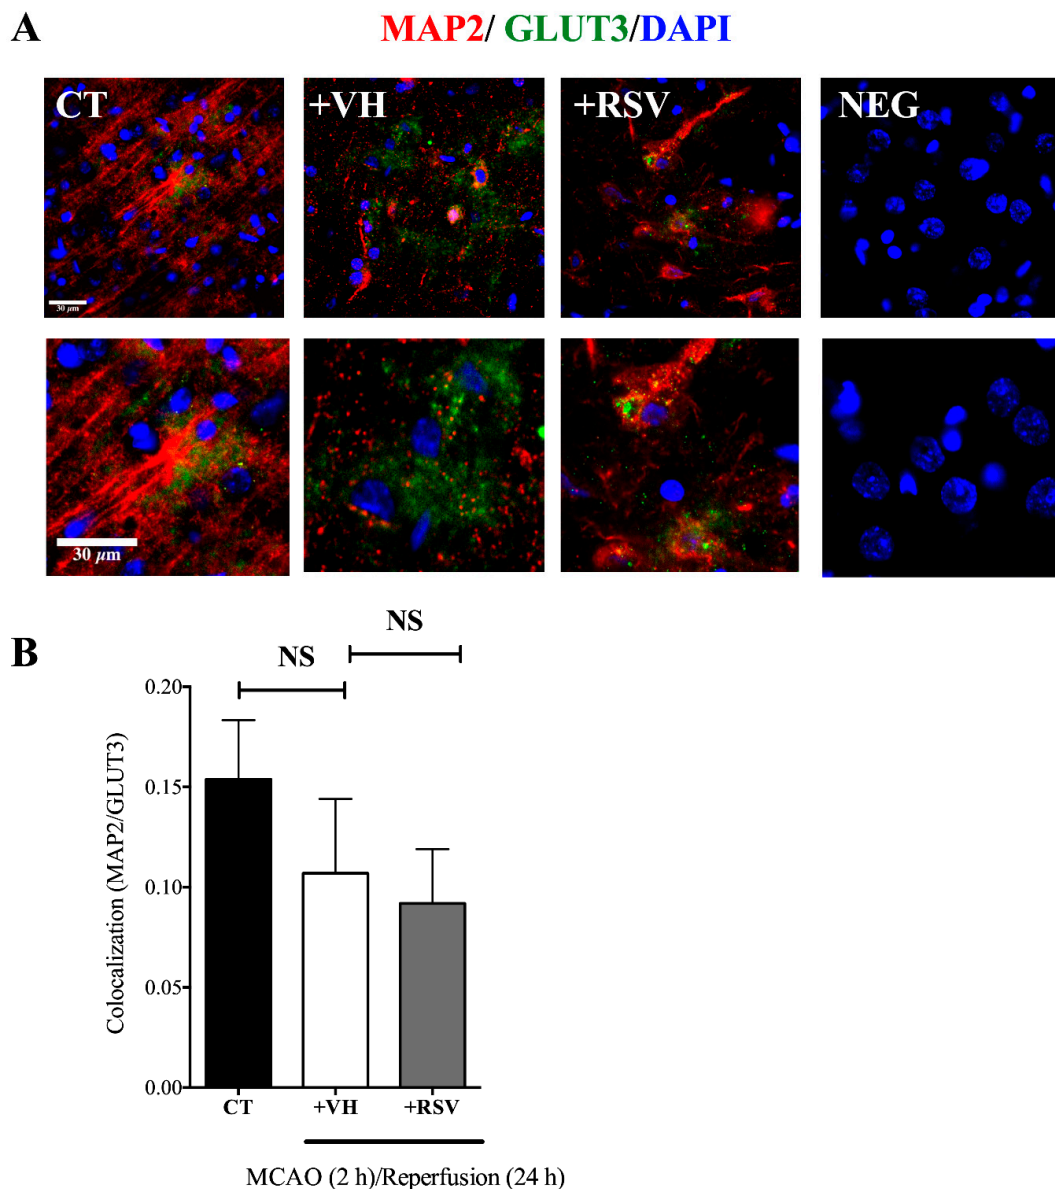 A
MAP2/ GLUT3/DAPI
CT
+VH
+RSV
NEG
30 µm
30 µm
B
NS
NS
0.20
0.15
0.10
0.05
0.00
Colocalization (MAP2/GLUT3)
CT
+VH
+RSV
MCAO (2 h)/Reperfusion (24 h)